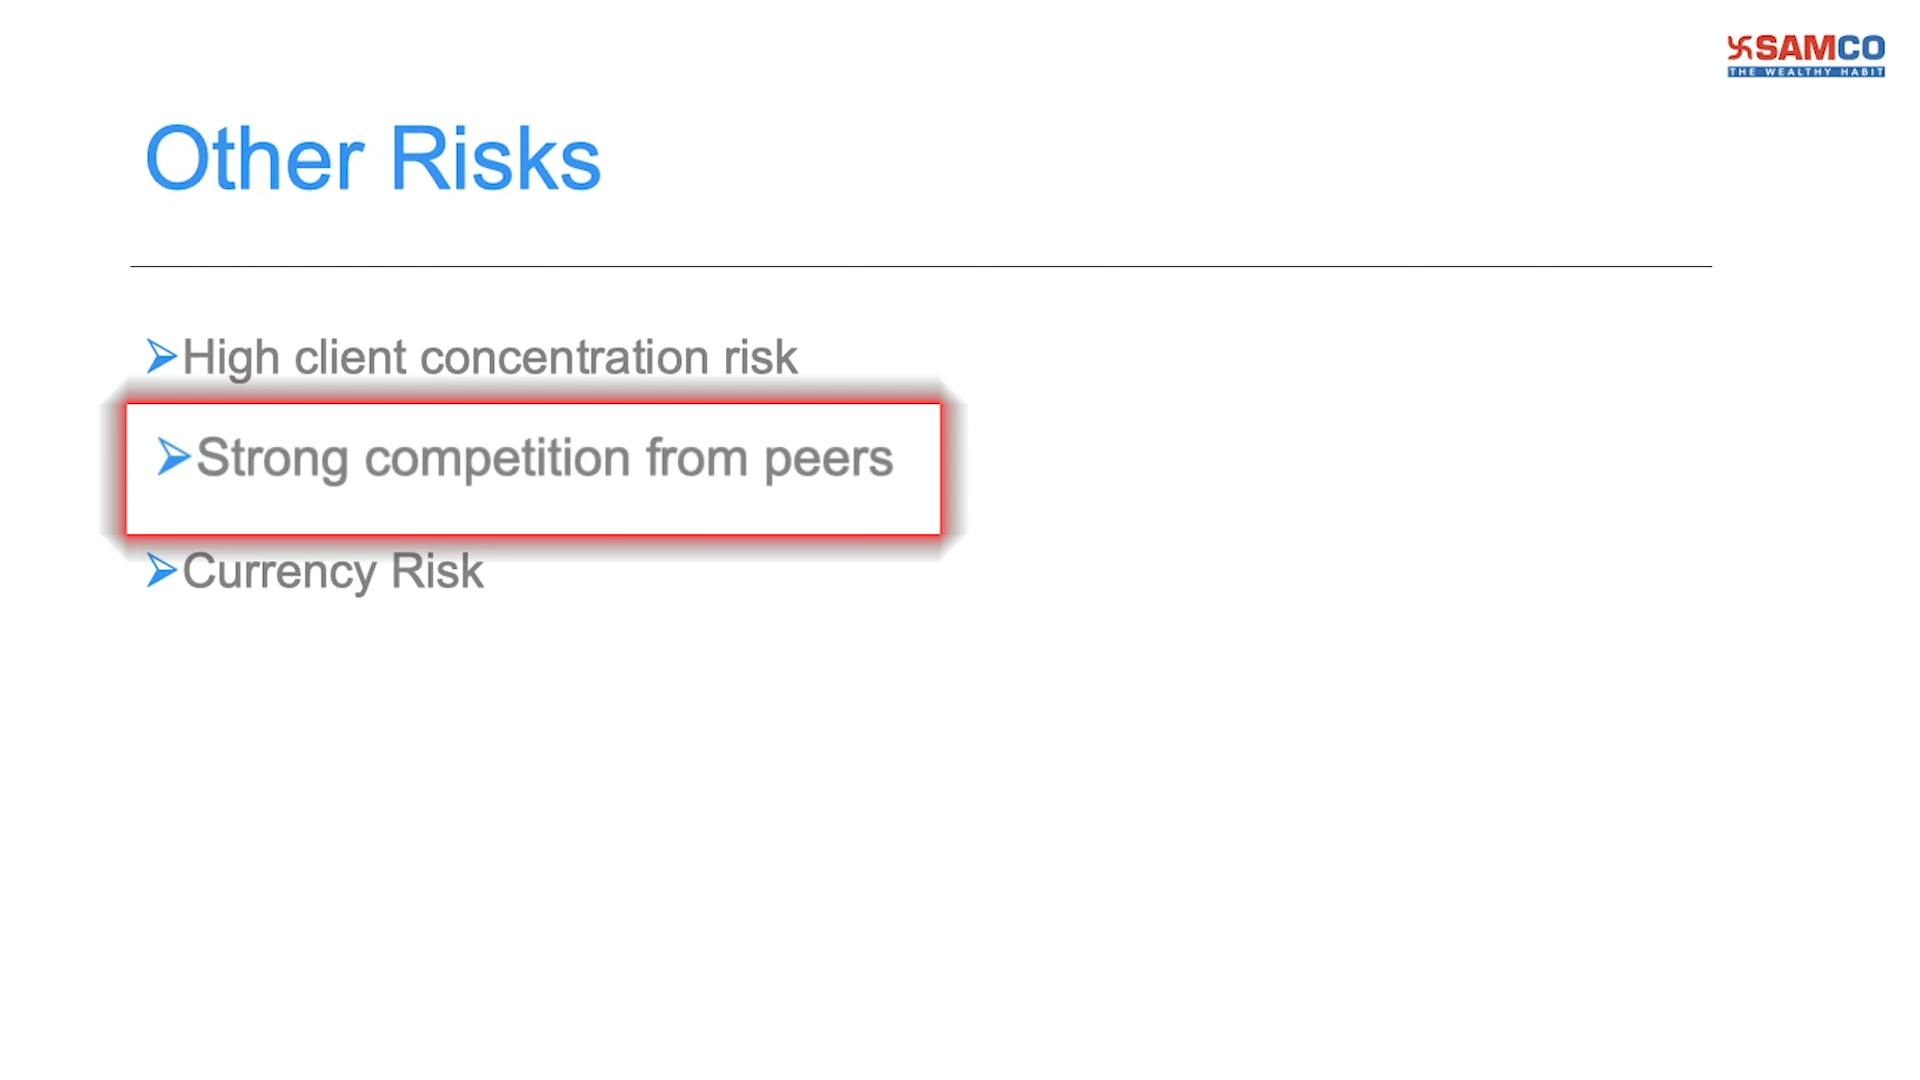 SAMCO
THE WEALTHY HABIT
Other Risks
High client concentration risk
Strong competition from peers
Currency Risk